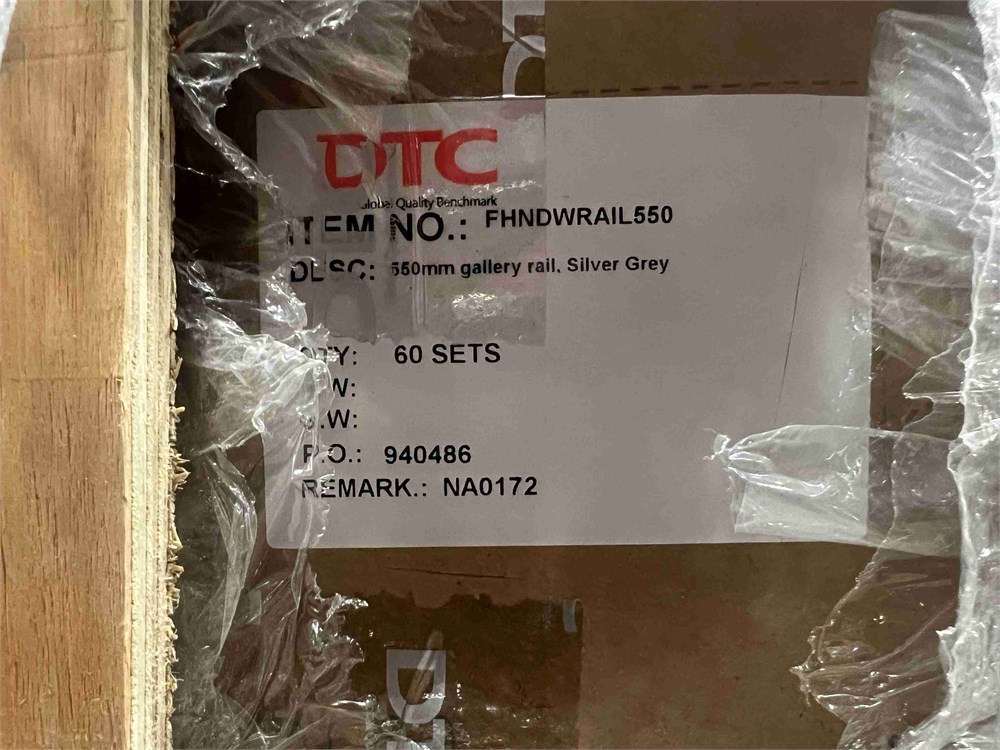 DTC
Global Quality Benchmark
ITEM NO.: FHNDWRAIL550
DESC: 550mm gallery rail, Silver Grey
QTY: 60 SETS
.W:
G.W:
P.O.: 940486
REMARK.: NA0172
D